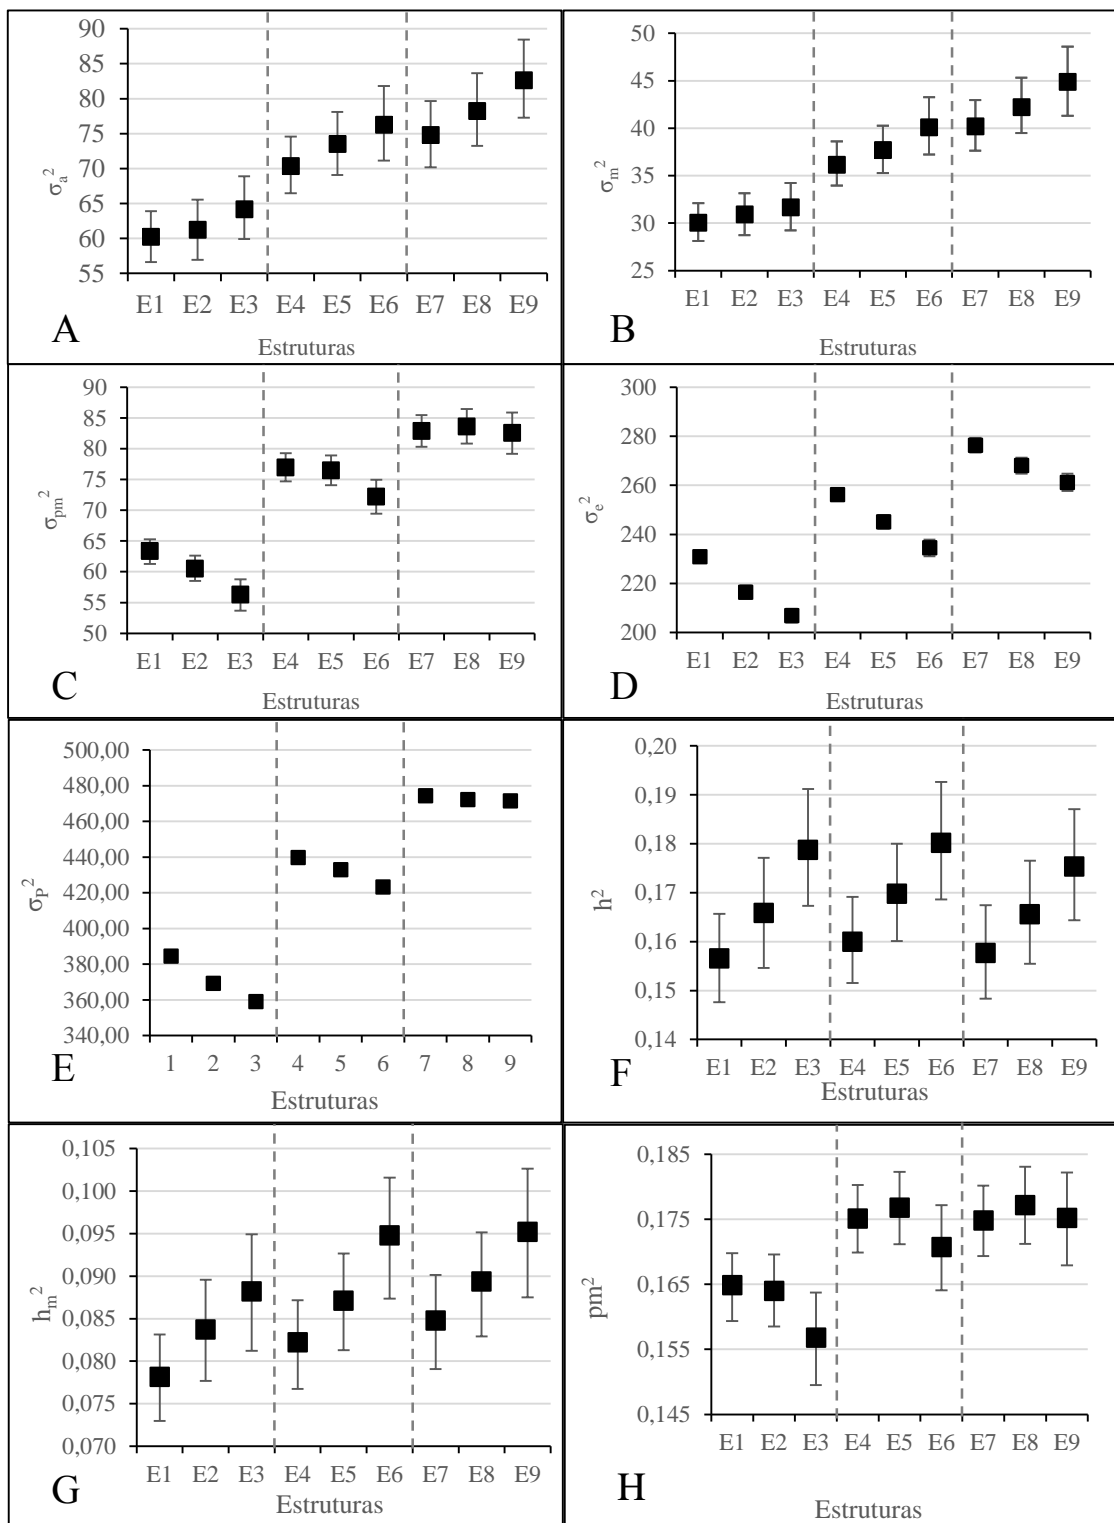 90
85
80
75
70
65
60
55
σa²
E1 E2 E3 E4 E5 E6 E7 E8 E9
A
Estruturas
50
45
40
35
30
25
σm²
E1 E2 E3 E4 E5 E6 E7 E8 E9
B
Estruturas
90
85
80
75
70
65
60
55
50
σpm²
E1 E2 E3 E4 E5 E6 E7 E8 E9
C
Estruturas
300
280
260
240
220
200
σe²
E1 E2 E3 E4 E5 E6 E7 E8 E9
D
Estruturas
500,00
480,00
460,00
440,00
420,00
400,00
380,00
360,00
340,00
σP²
1 2 3 4 5 6 7 8 9
E
Estruturas
0,20
0,19
0,18
0,17
0,16
0,15
0,14
h²
E1 E2 E3 E4 E5 E6 E7 E8 E9
F
Estruturas
0,105
0,100
0,095
0,090
0,085
0,080
0,075
0,070
hm²
E1 E2 E3 E4 E5 E6 E7 E8 E9
G
Estruturas
0,185
0,175
0,165
0,155
0,145
pm²
E1 E2 E3 E4 E5 E6 E7 E8 E9
H
Estruturas